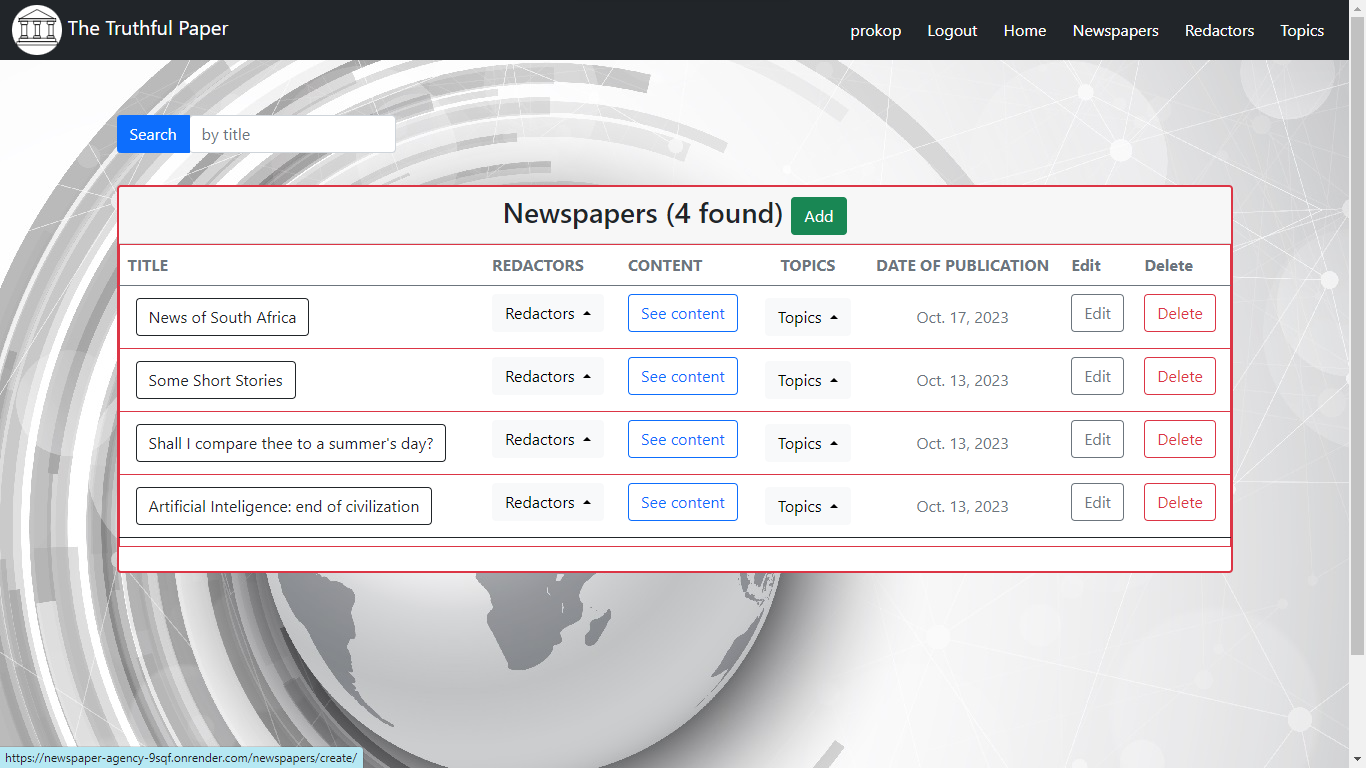 The Truthful Paper prokop Logout Home Newspapers Redactors Topics
Search by title
Newspapers (4 found) Add
TITLE REDACTORS CONTENT TOPICS DATE OF PUBLICATION Edit Delete
News of South Africa Redactors See content Topics Oct. 17, 2023 Edit Delete
Some Short Stories Redactors See content Topics Oct. 13, 2023 Edit Delete
Shall I compare thee to a summer's day? Redactors See content Topics Oct. 13, 2023 Edit Delete
Artificial Inteligence: end of civilization Redactors See content Topics Oct. 13, 2023 Edit Delete
https://newspaper-agency-9sqf.onrender.com/newspapers/create/